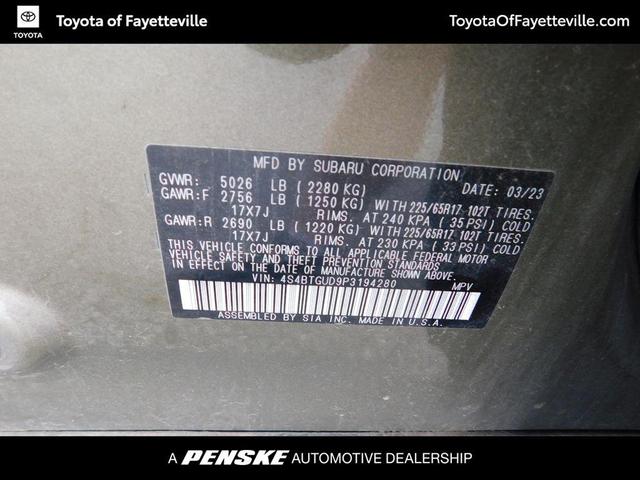 Toyota of Fayetteville
ToyotaOfFayetteville.com
TOYOTA
MFD BY SUBARU CORPORATION
GVWR: 5026 LB ( 2280 KG) DATE: 03/23
GAWR:F 2756 LB ( 1250 KG) WITH 225/65R17 102T TIRES.
17X7J RIMS. AT 240 KPA ( 35 PSI) COLD
GAWR:R 2690 LB ( 1220 KG) WITH 225/65R17 102T TIRES.
17X7J RIMS. AT 230 KPA ( 33 PSI) COLD
THIS VEHICLE CONFORMS TO ALL APPLICABLE FEDERAL MOTOR
VEHICLE SAFETY AND THEFT PREVENTION STANDARDS
IN EFFECT ON THE DATE OF MANUFACTURE SHOWN ABOVE.
VIN: 4S4BTGUD9P3194280 MPV
ASSEMBLED BY SIA INC. MADE IN U.S.A.
A PENSKE AUTOMOTIVE DEALERSHIP